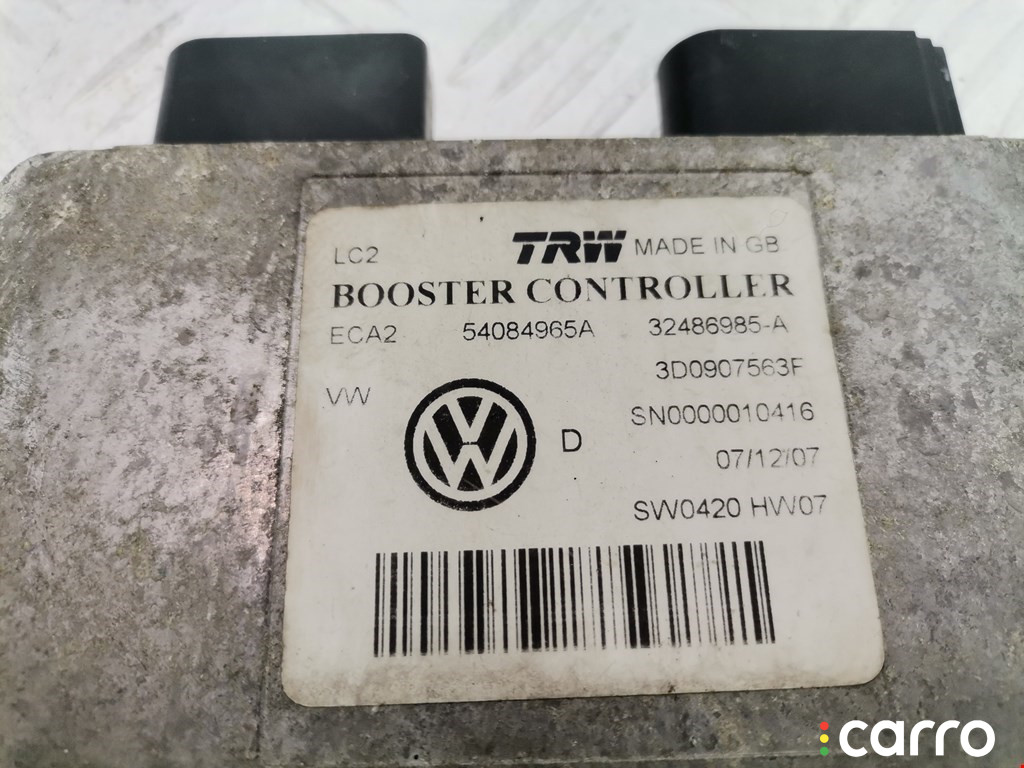 LC2 TRW MADE IN GB
BOOSTER CONTROLLER
ECA2 54084965A 32486985-A
3D0907563F
VW
SN0000010416
D
07/12/07
SW0420 HW07
carro